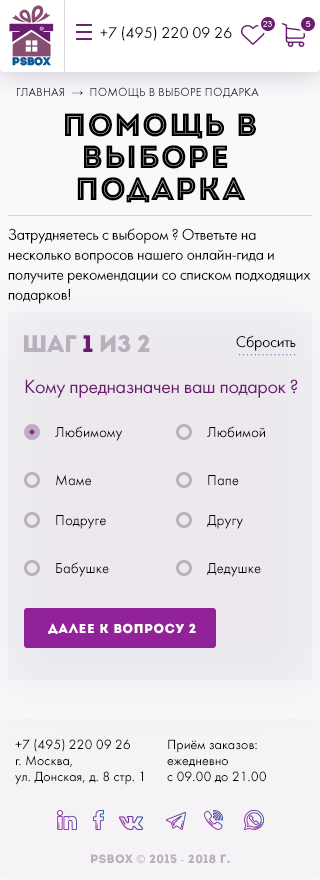 PSBOX
+7 (495) 220 09 26
23
5
ГЛАВНАЯ → ПОМОЩЬ В ВЫБОРЕ ПОДАРКА
ПОМОЩЬ В
ВЫБОРЕ
ПОДАРКА
Затрудняетесь с выбором ? Ответьте на
несколько вопросов нашего онлайн-гида и
получите рекомендации со списком подходящих
подарков!
ШАГ 1 ИЗ 2
Сбросить
Кому предназначен ваш подарок ?
Любимому
Любимой
Маме
Папе
Подруге
Другу
Бабушке
Дедушке
ДАЛЕЕ К ВОПРОСУ 2
+7 (495) 220 09 26
г. Москва,
ул. Донская, д. 8 стр. 1
Приём заказов:
ежедневно
с 09.00 до 21.00
PSBOX © 2015 - 2018 Г.